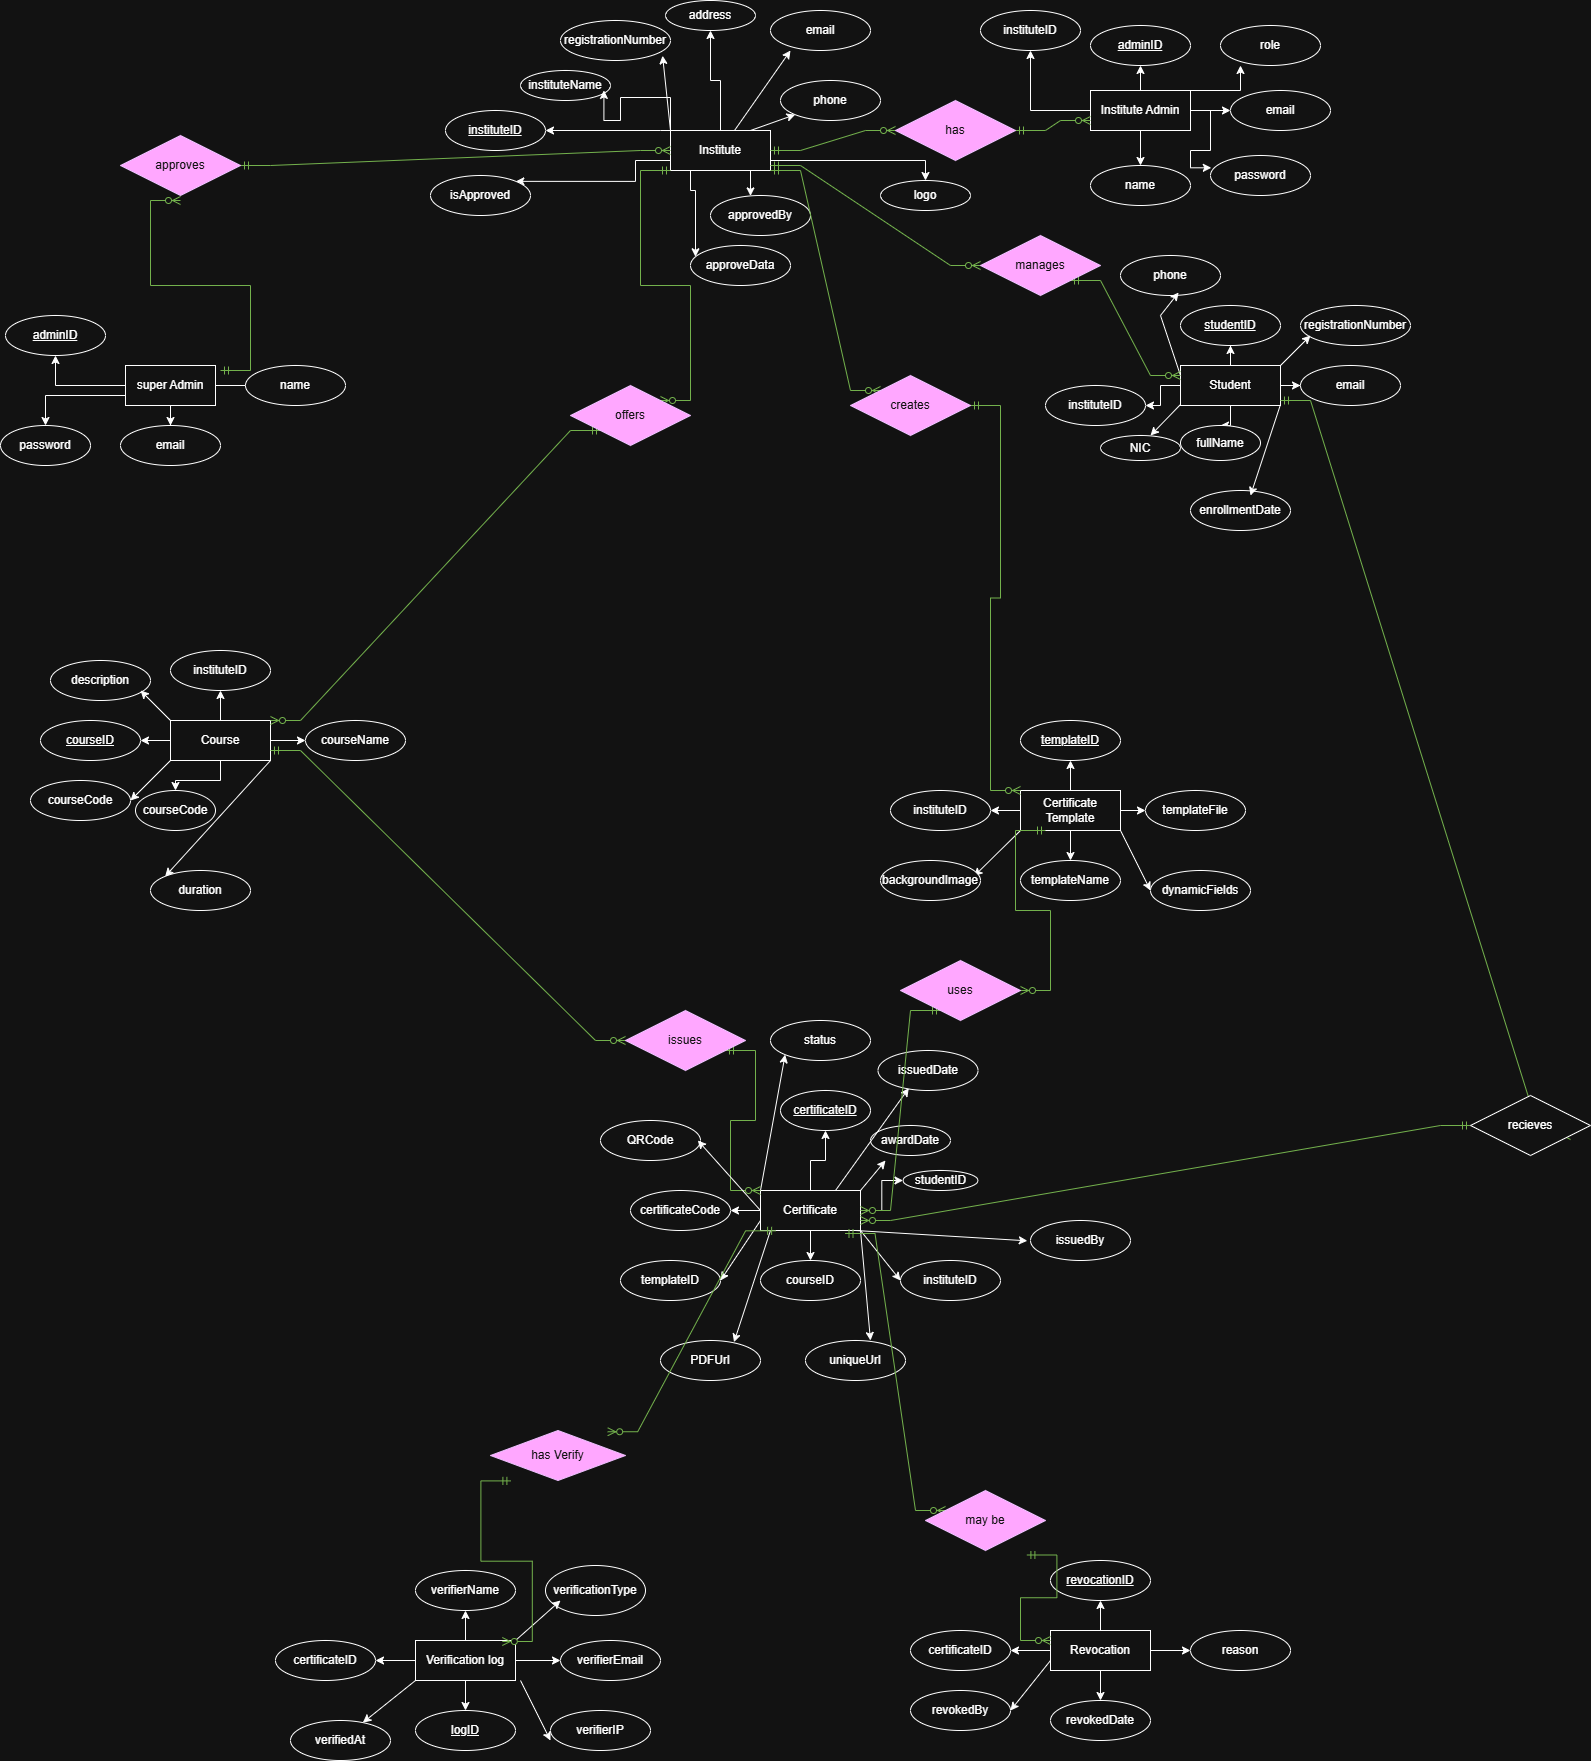 address
registrationNumber
email
instituteName
phone
instituteID
Institute
isApproved
approvedBy
logo
approveData
has
instituteID
adminID
role
Institute Admin
email
password
name
approves
manages
phone
studentID
registrationNumber
Student
email
instituteID
NIC
fullName
enrollmentDate
adminID
super Admin
name
password
email
offers
creates
description
instituteID
courseID
Course
courseName
courseCode
courseCode
duration
templateID
instituteID
Certificate
Template
templateFile
backgroundImage
templateName
dynamicFields
uses
issues
status
issuedDate
certificateID
QRCode
awardDate
studentID
certificateCode
Certificate
issuedBy
templateID
courseID
instituteID
PDFUrl
uniqueUrl
recieves
has Verify
may be
verifierName
verificationType
certificateID
Verification log
verifierEmail
verifiedAt
logID
verifierIP
revocationID
certificateID
Revocation
reason
revokedBy
revokedDate